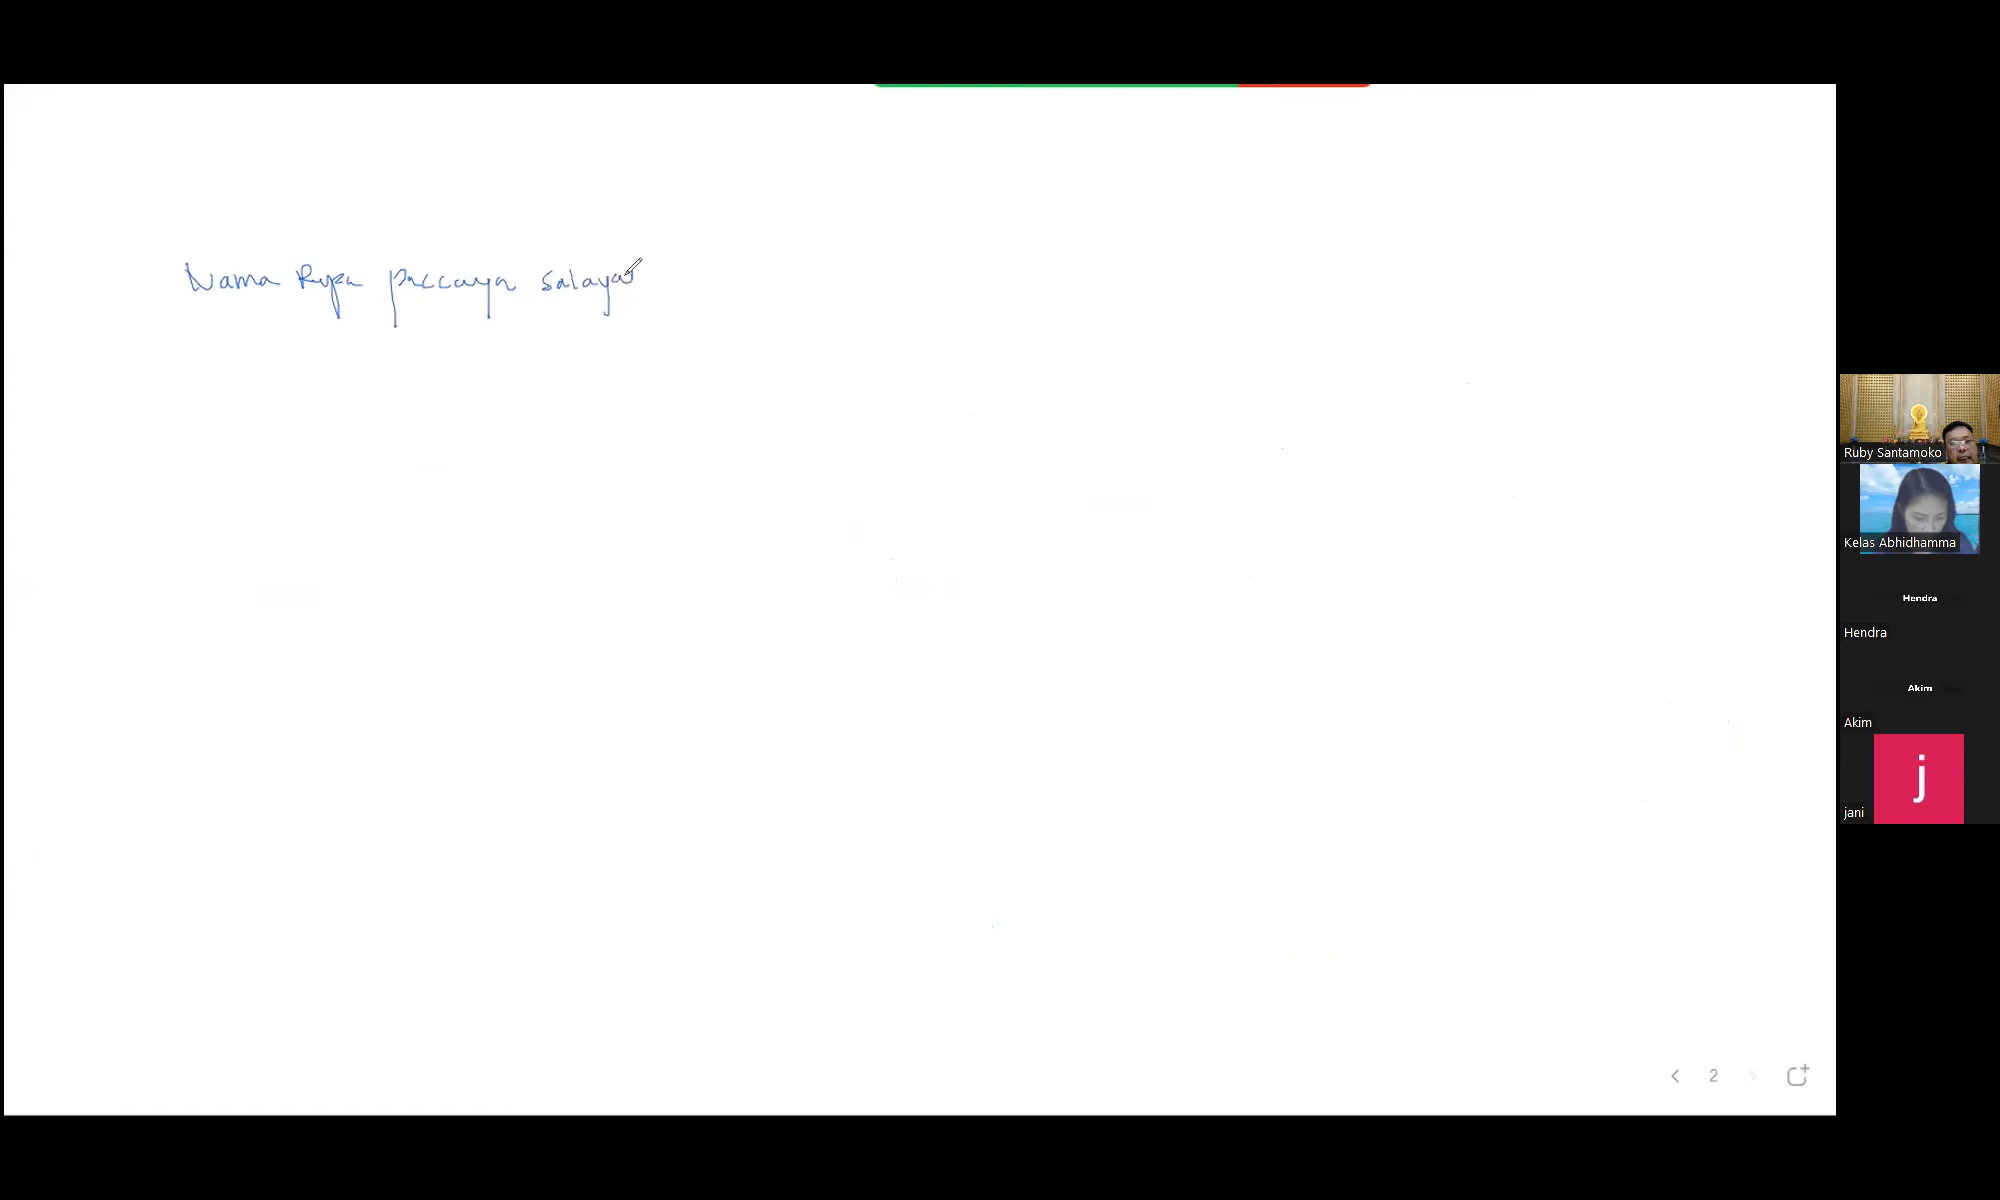 Nama Rupa paccaya salaya
Ruby Santamoko
Kelas Abhidhamma
Hendra
Hendra
Akim
Akim
j
jani
2